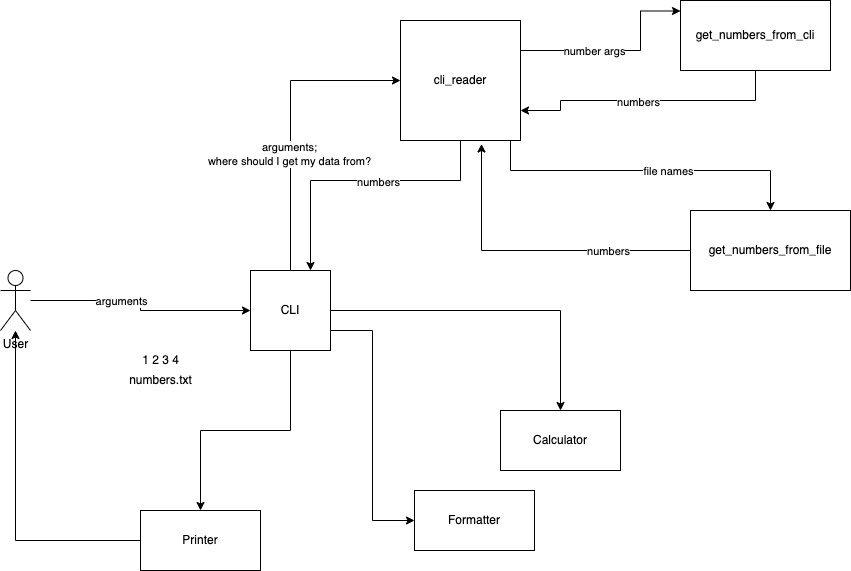 get_numbers_from_cli
number args
cli_reader
numbers
arguments;
where should I get my data from?
file names
numbers
get_numbers_from_file
numbers
arguments
CLI
User
1 2 3 4
numbers.txt
Calculator
Formatter
Printer